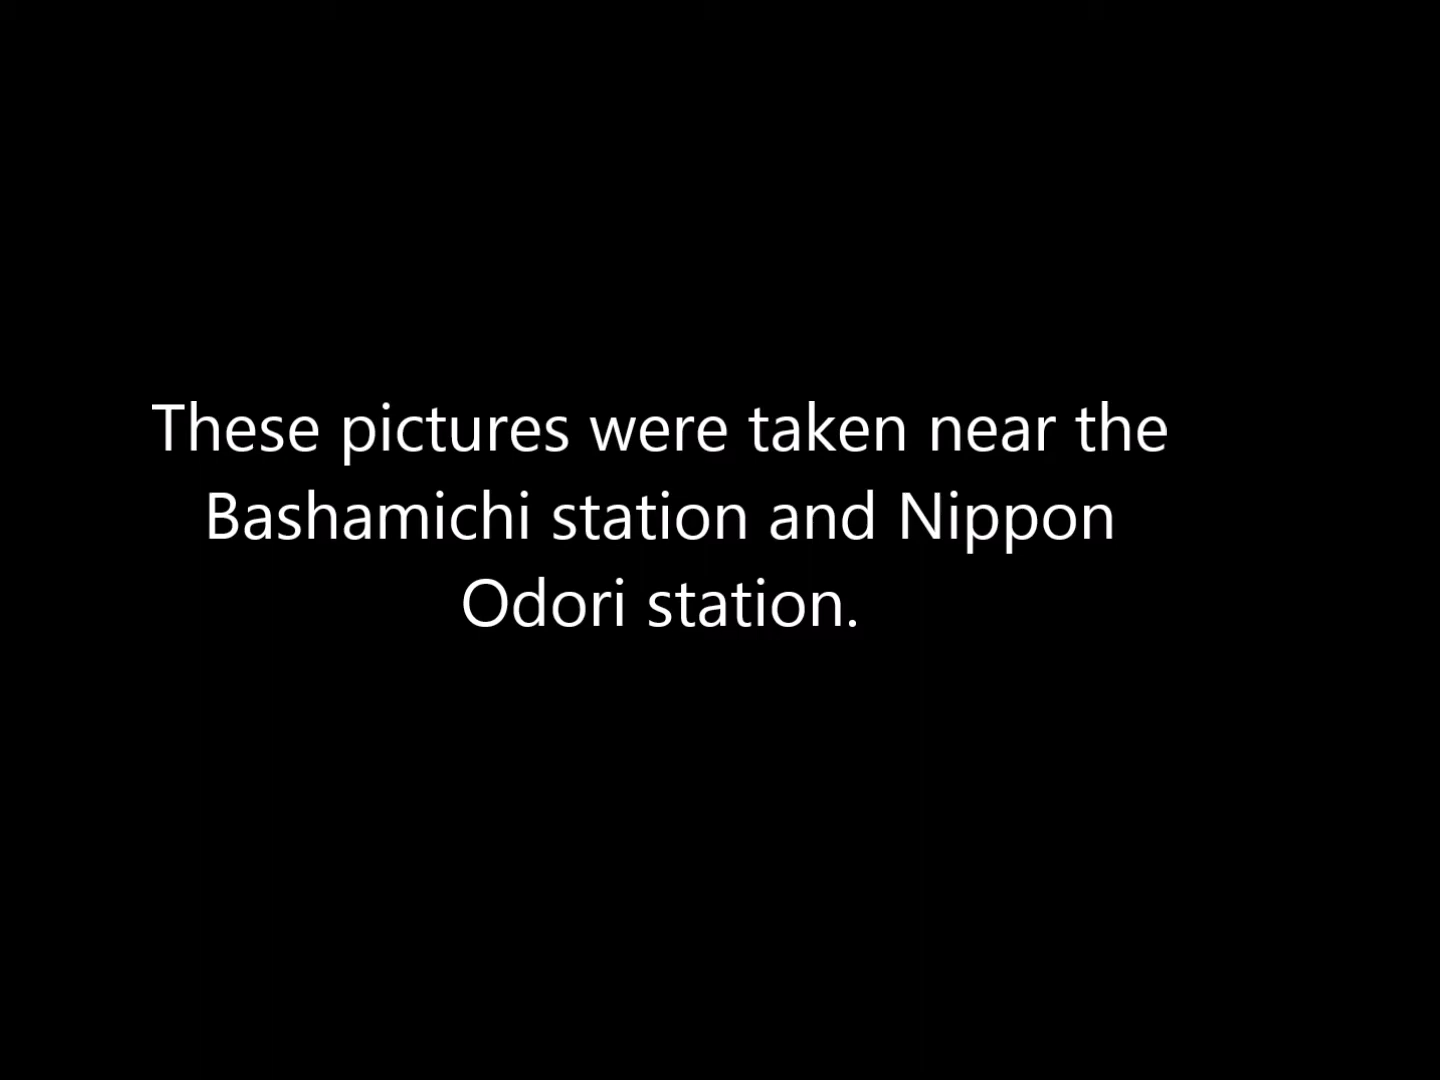 These pictures were taken near the
Bashamichi station and Nippon
Odori station.